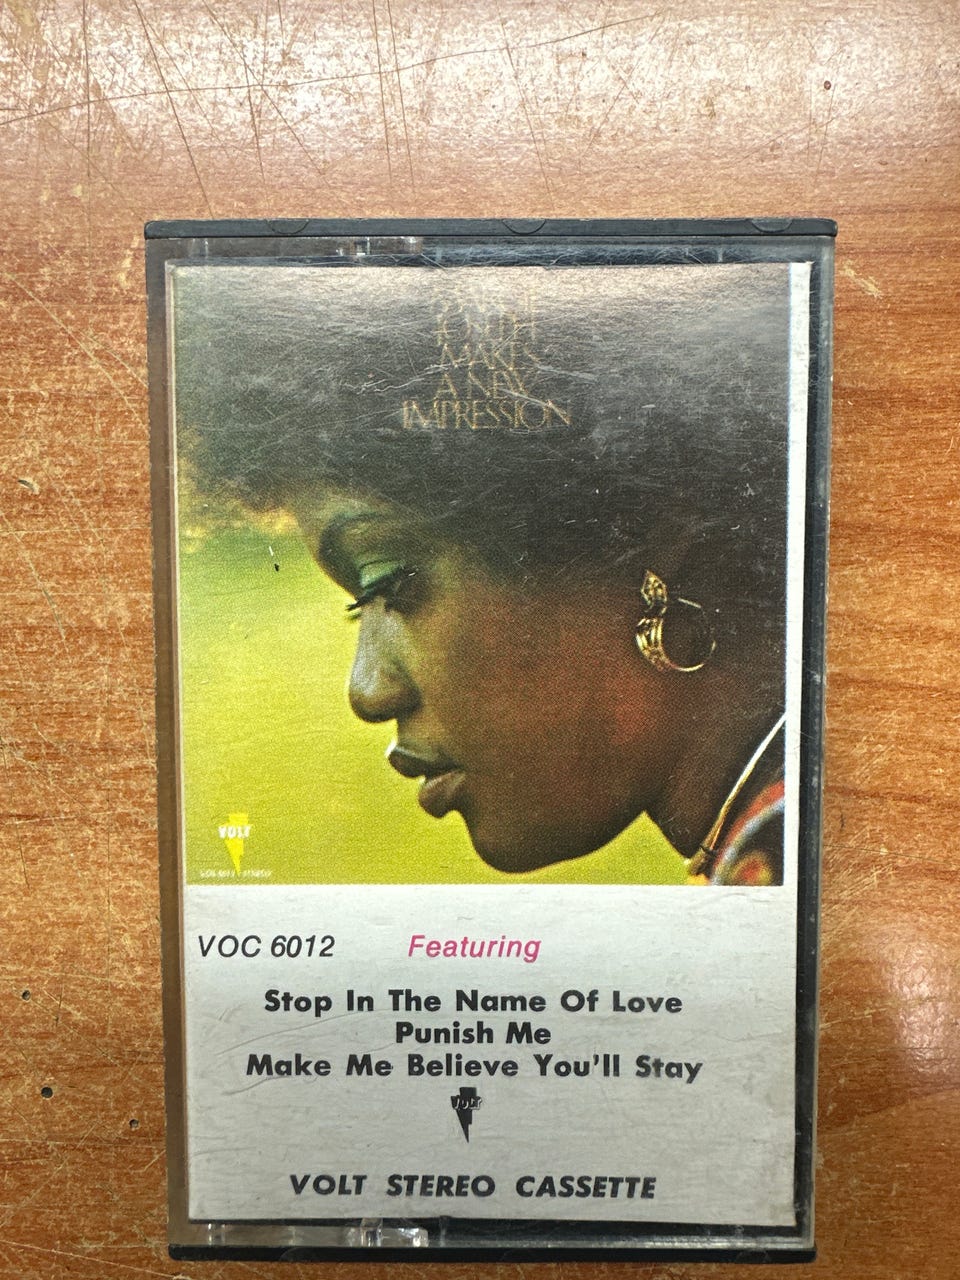 MAKES
A NEW
IMPRESSION
VOLT
VOC 6012 Featuring
Stop In The Name Of Love
Punish Me
Make Me Believe You'll Stay
VOLT
VOLT STEREO CASSETTE